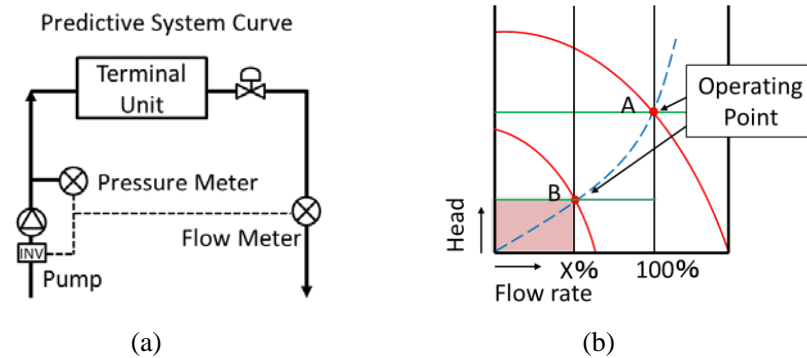 Predictive System Curve
Terminal
Unit
Pressure Meter
Flow Meter
INV
Pump
(a)
A
Operating
Point
B
Head
X%
100%
Flow rate
(b)